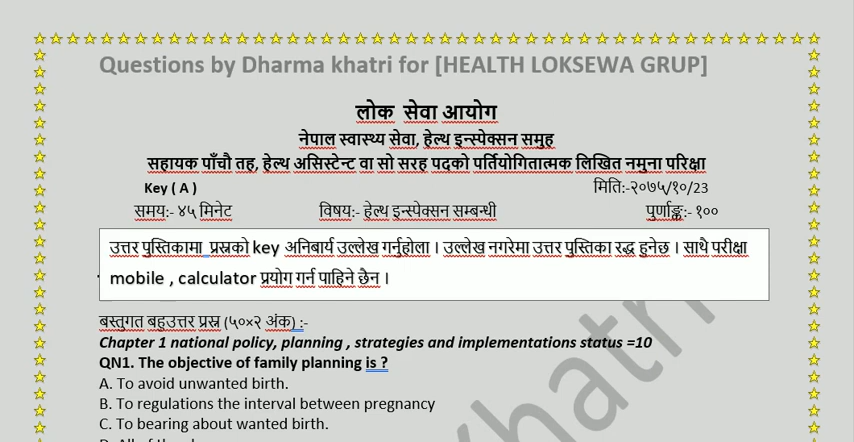 Questions by Dharma khatri for [HEALTH LOKSEWA GRUP]
लोक सेवा आयोग
नेपाल स्वास्थ्य सेवा, हेल्थ इन्स्पेक्सन समुह
सहायक पाँचौ तह, हेल्थ असिस्टेन्ट वा सो सरह पदको पर्तियोगितात्मक लिखित नमुना परिक्षा
Key ( A ) मिति:-२०७५/१०/23
समय:- ४५ मिनेट विषय:- हेल्थ इन्स्पेक्सन सम्बन्धी पुर्णाङ्क:- १००
उत्तर पुस्तिकामा प्रस्नको key अनिबार्य उल्लेख गर्नुहोला । उल्लेख नगरेमा उत्तर पुस्तिका रद्ध हुनेछ । साथै परीक्षा
mobile , calculator प्रयोग गर्न पाहिने छैन ।
बस्तुगत बहुउत्तर प्रस्न (५०×२ अंक) :-
Chapter 1 national policy, planning , strategies and implementations status =10
QN1. The objective of family planning is ?
A. To avoid unwanted birth.
B. To regulations the interval between pregnancy
C. To bearing about wanted birth.